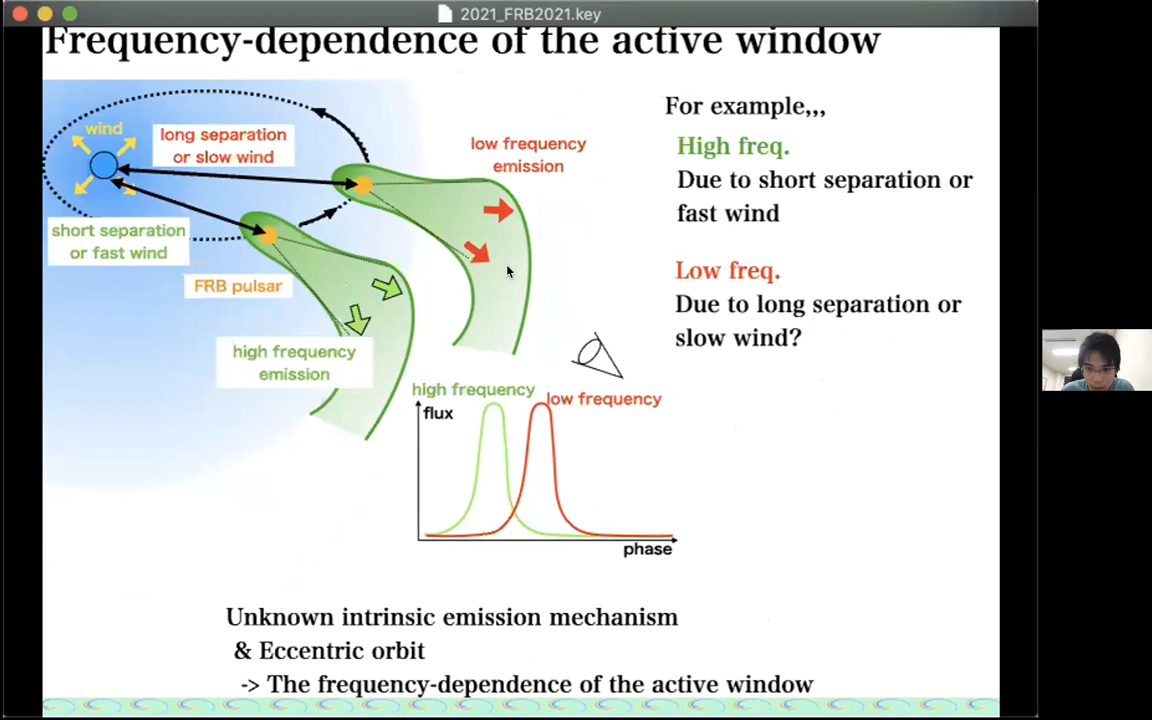 2021_FRB2021.key
Frequency-dependence of the active window
wind
long separation
or slow wind
low frequency
emission
short separation
or fast wind
FRB pulsar
high frequency
emission
For example,,,
High freq.
Due to short separation or
fast wind
Low freq.
Due to long separation or
slow wind?
high frequency
low frequency
flux
phase
Unknown intrinsic emission mechanism
& Eccentric orbit
-> The frequency-dependence of the active window